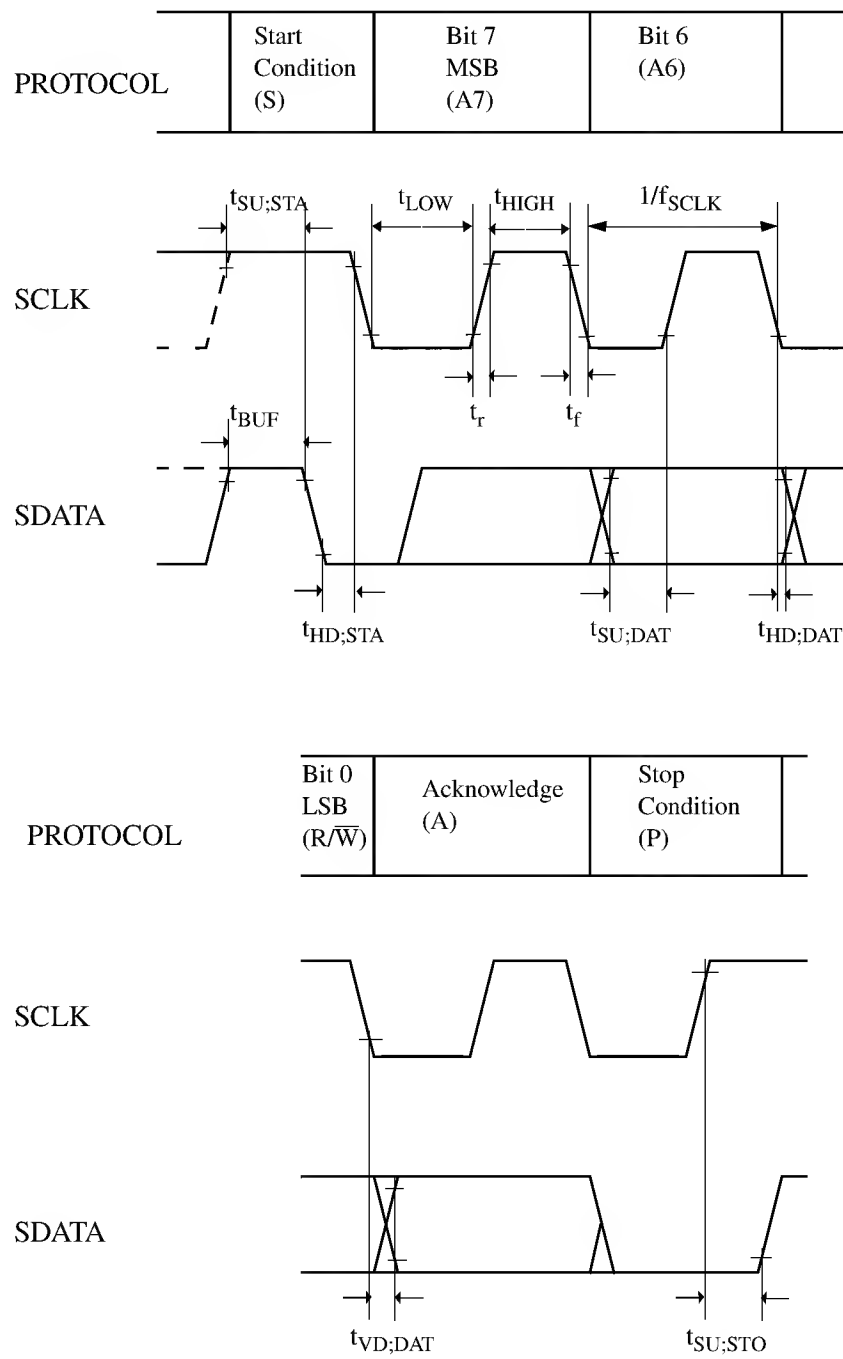 PROTOCOL
Start
Condition
(S)
Bit 7
MSB
(A7)
Bit 6
(A6)
tSU;STA
tLOW
tHIGH
1/fSCLK
SCLK
tr
tf
tBUF
SDATA
tHD;STA
tSU;DAT
tHD;DAT
PROTOCOL
Bit 0
LSB
(R/W̅)
Acknowledge
(A)
Stop
Condition
(P)
SCLK
SDATA
tVD;DAT
tSU;STO